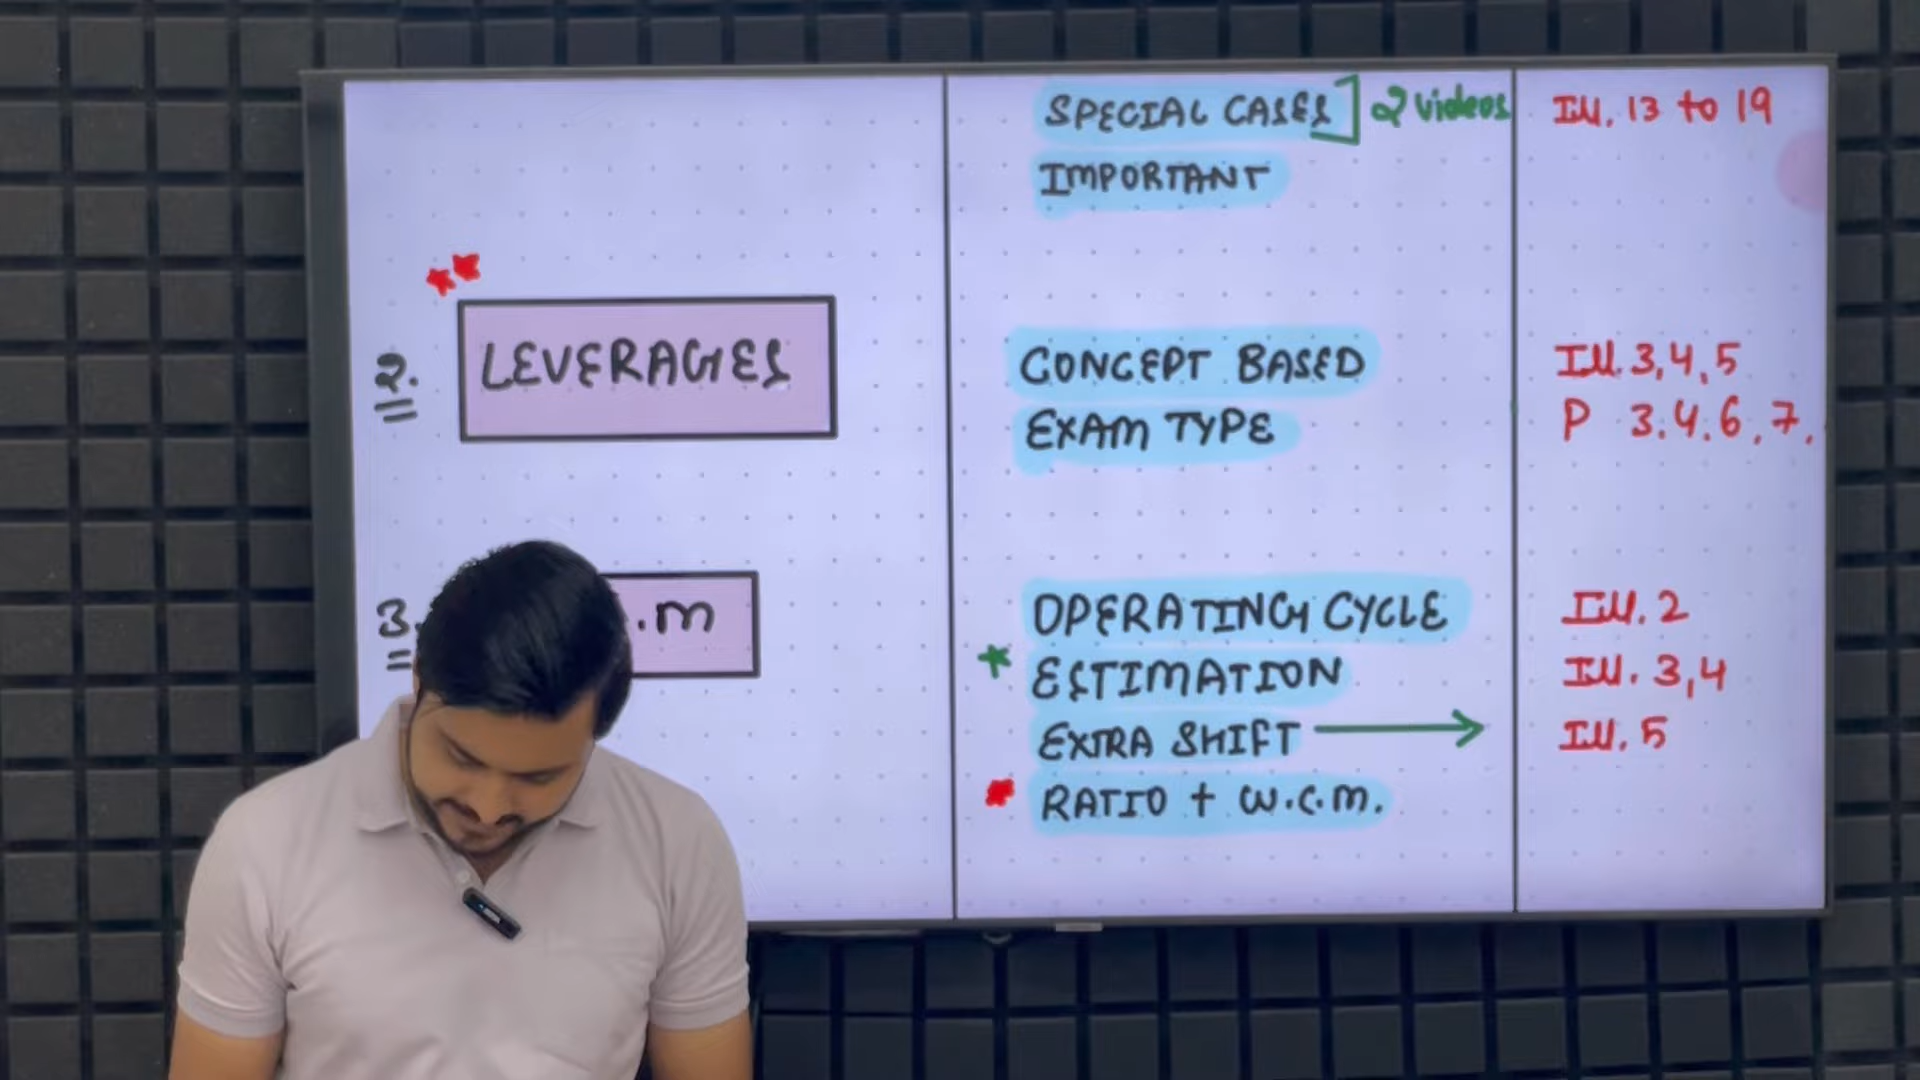 SPECIAL CASES] 2 videos Ill. 13 to 19
IMPORTANT
2. LEVERAGES
CONCEPT BASED Ill. 3,4,5
EXAM TYPE P 3.4.6.7.
3. .m
OPERATING CYCLE Ill. 2
ESTIMATION Ill. 3,4
EXTRA SHIFT → Ill. 5
RATIO + W.C.M.